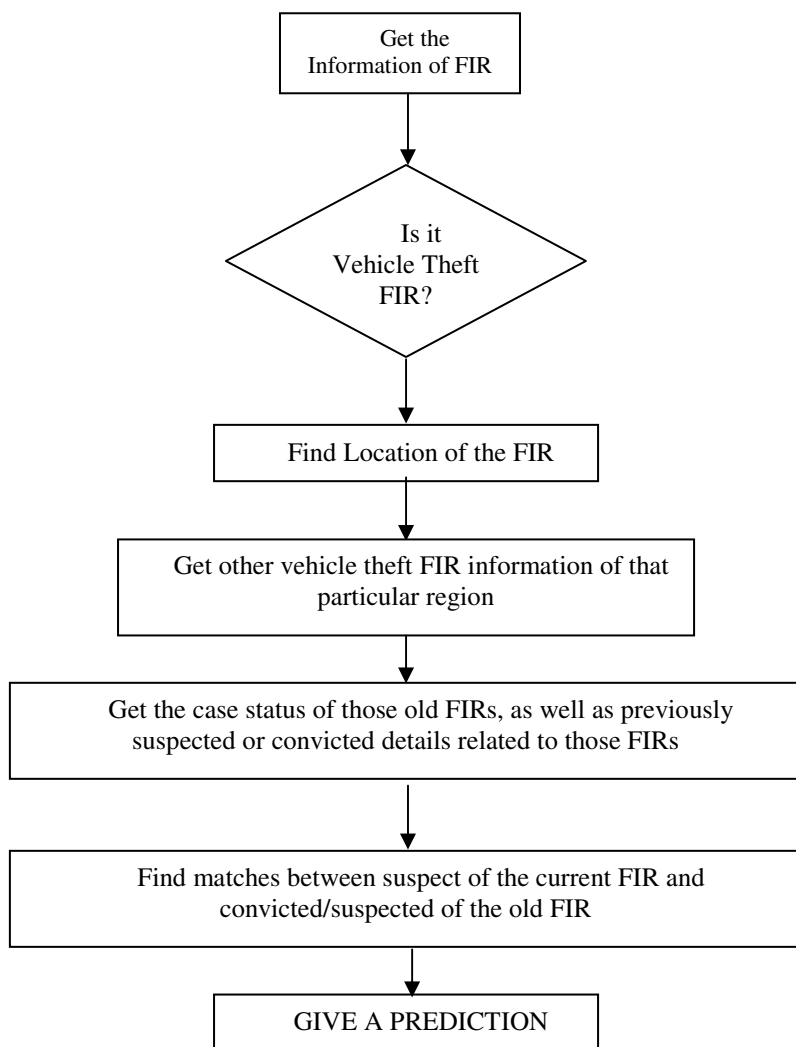 Get the
Information of FIR
Is it
Vehicle Theft
FIR?
Find Location of the FIR
Get other vehicle theft FIR information of that
particular region
Get the case status of those old FIRs, as well as previously
suspected or convicted details related to those FIRs
Find matches between suspect of the current FIR and
convicted/suspected of the old FIR
GIVE A PREDICTION